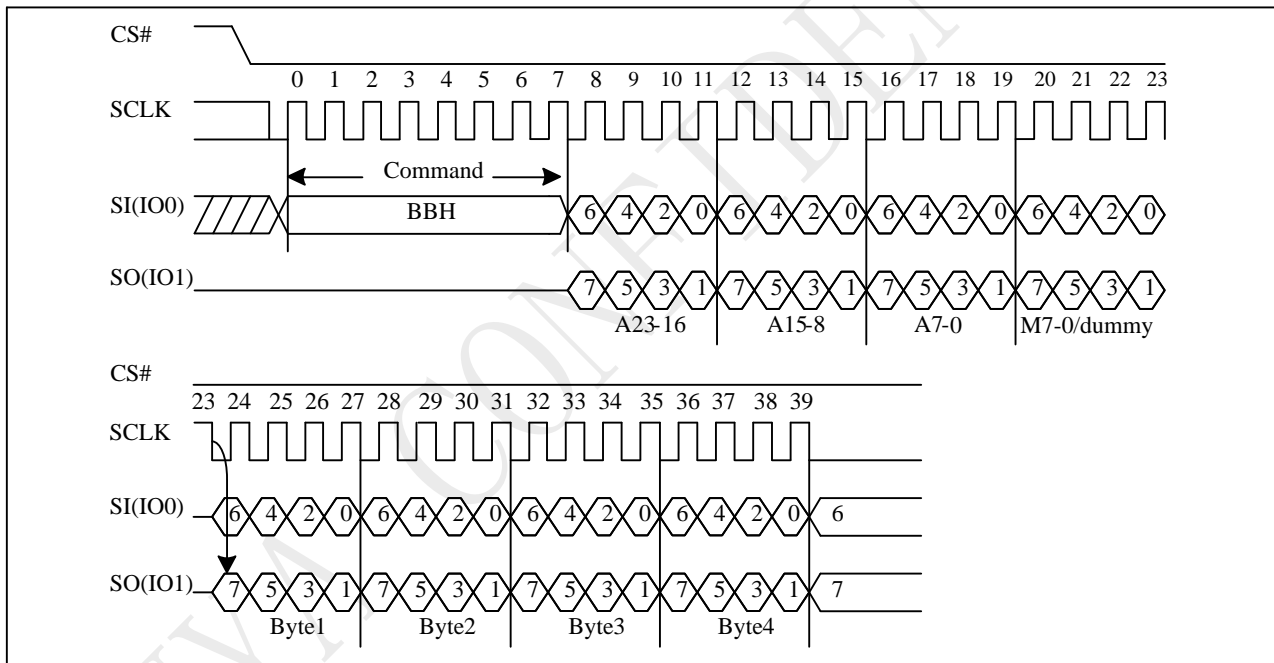 CS#
0 1 2 3 4 5 6 7 8 9 10 11 12 13 14 15 16 17 18 19 20 21 22 23
SCLK
Command
SI(IO0) BBH 6 4 2 0 6 4 2 0 6 4 2 0 6 4 2 0
SO(IO1) 7 5 3 1 7 5 3 1 7 5 3 1 7 5 3 1
A23-16 A15-8 A7-0 M7-0/dummy
CS#
23 24 25 26 27 28 29 30 31 32 33 34 35 36 37 38 39
SCLK
SI(IO0) 6 4 2 0 6 4 2 0 6 4 2 0 6 4 2 0 6
SO(IO1) 7 5 3 1 7 5 3 1 7 5 3 1 7 5 3 1 7
Byte1 Byte2 Byte3 Byte4